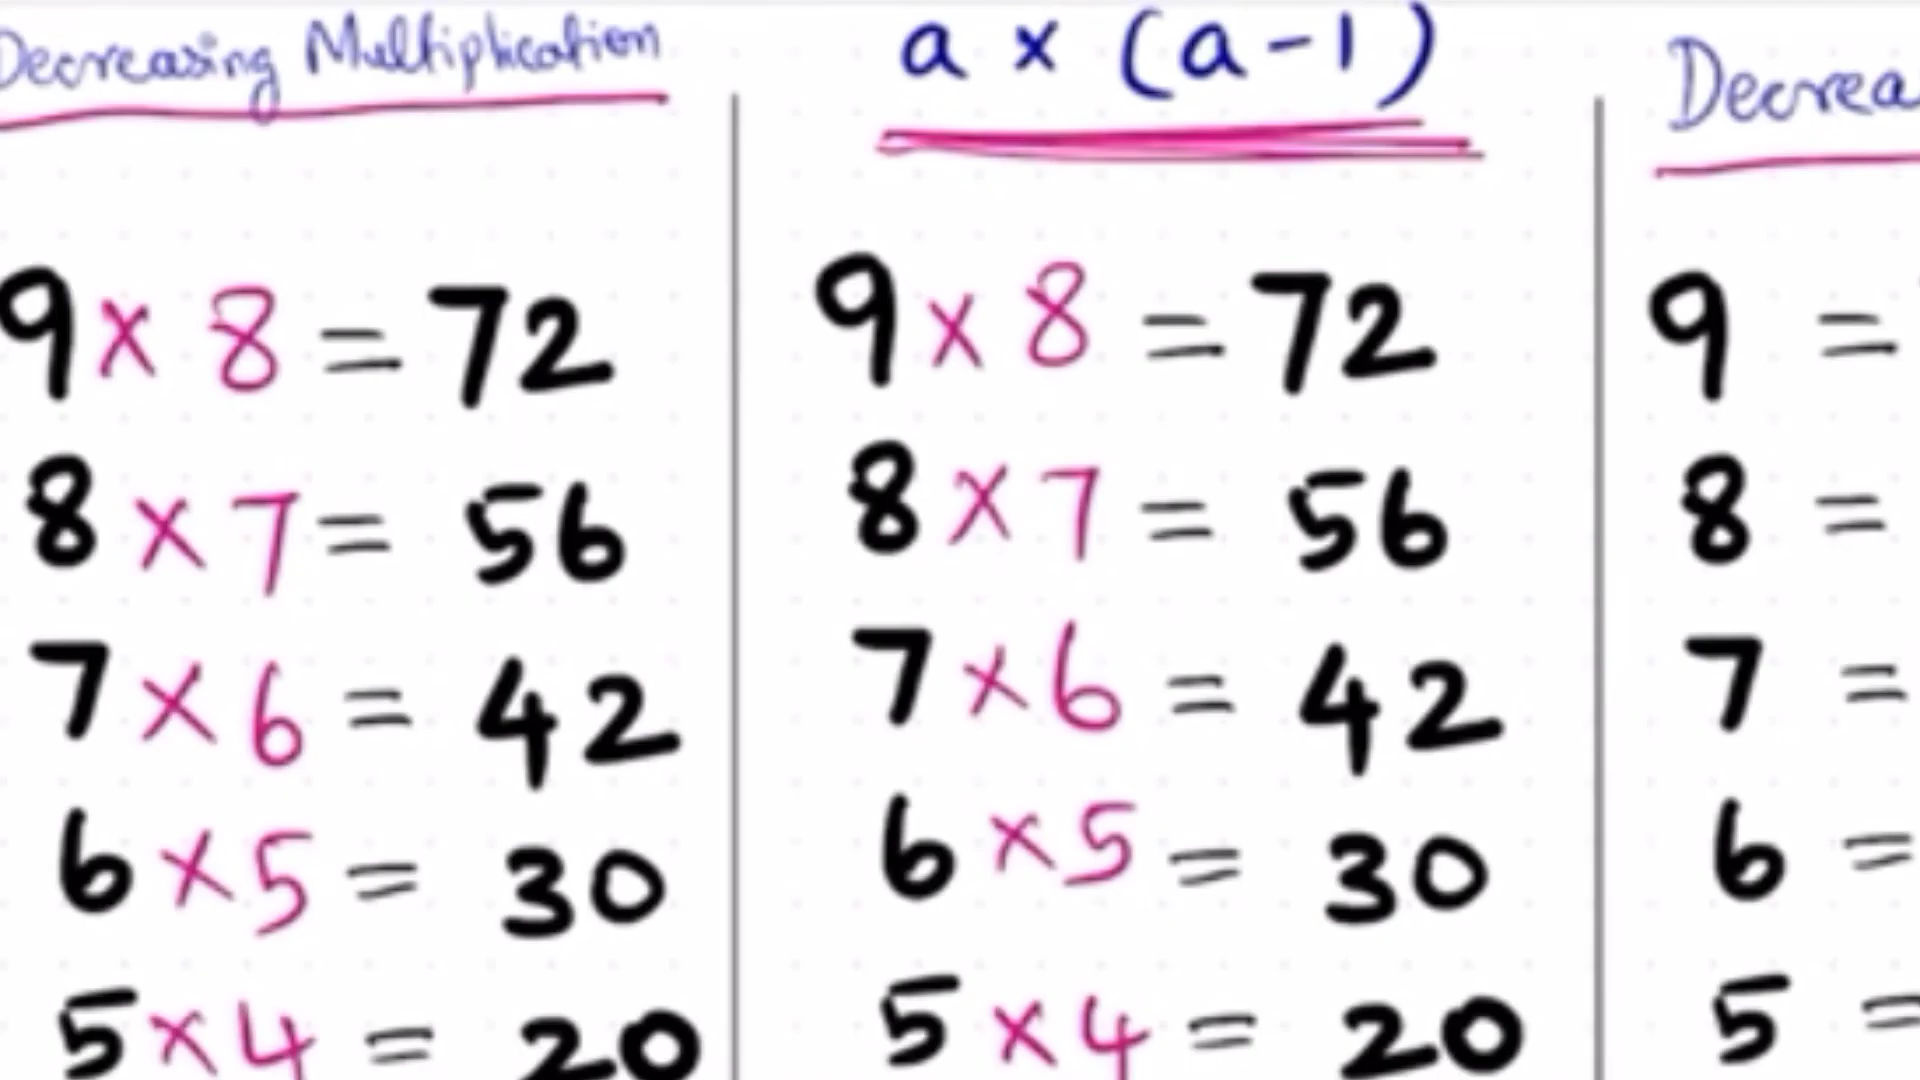 Decreasing Multiplication
9 × 8 = 72
8 × 7 = 56
7 × 6 = 42
6 × 5 = 30
5 × 4 = 20
a × (a - 1)
9 × 8 = 72
8 × 7 = 56
7 × 6 = 42
6 × 5 = 30
5 × 4 = 20
Decrea
9 =
8 =
7 =
6 =
5 =